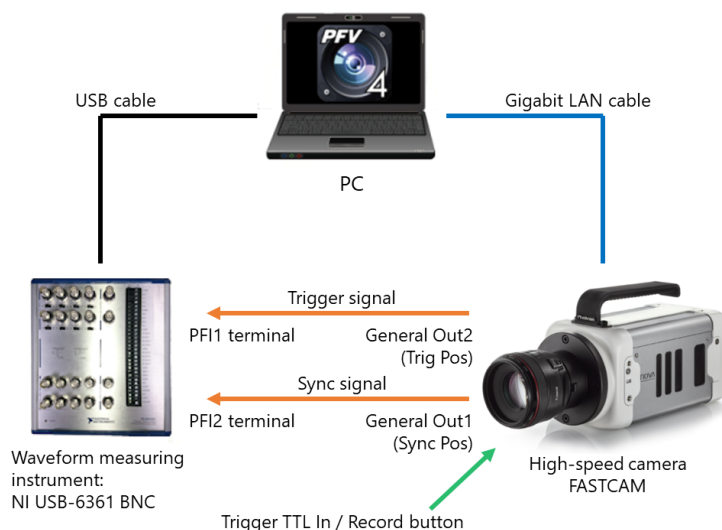 PFV
4
USB cable
Gigabit LAN cable
PC
Trigger signal
PFI1 terminal
General Out2
(Trig Pos)
Sync signal
PFI2 terminal
General Out1
(Sync Pos)
NOVA
Waveform measuring
instrument:
NI USB-6361 BNC
High-speed camera
FASTCAM
Trigger TTL In / Record button